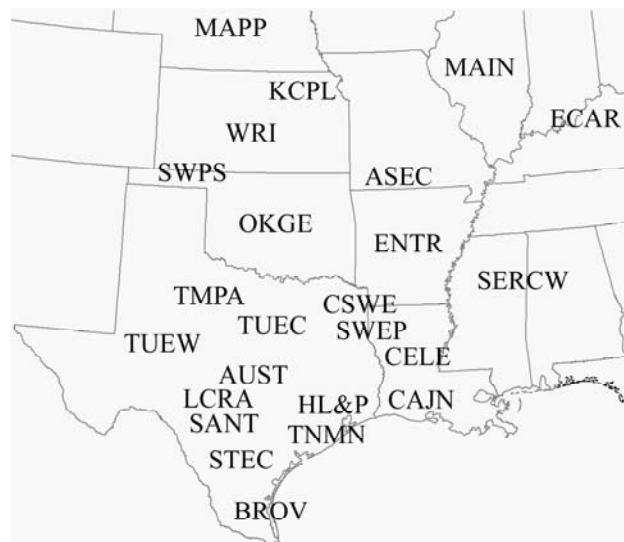 MAPP
MAIN
KCPL
ECAR
WRI
SWPS
ASEC
OKGE
ENTR
SERCW
TMPA
CSWE
TUEC
SWEP
TUEW
CELE
AUST
LCRA
HL&P
CAJN
SANT
TNMN
STEC
BROV